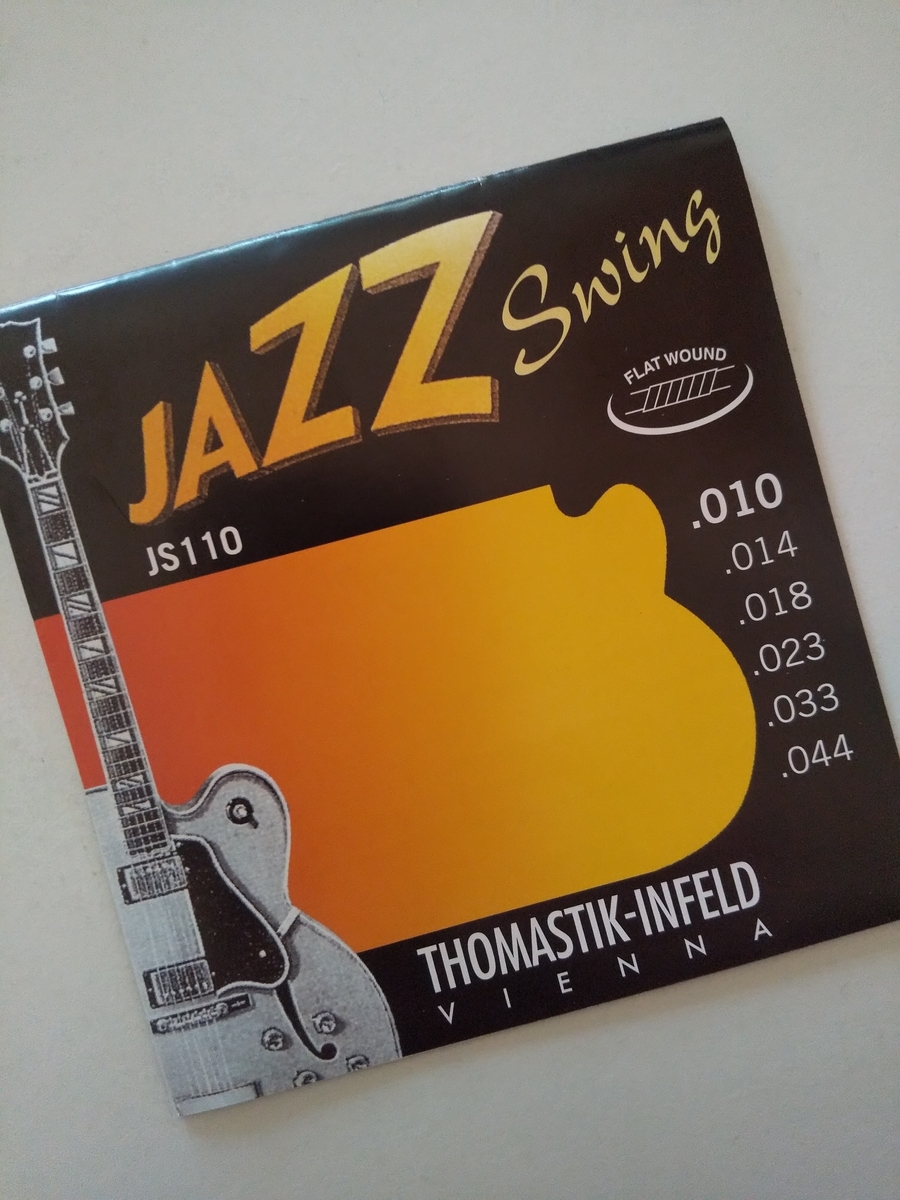 JAZZ Swing
FLAT WOUND
JS110
.010
.014
.018
.023
.033
.044
THOMASTIK-INFELD
VIENNA